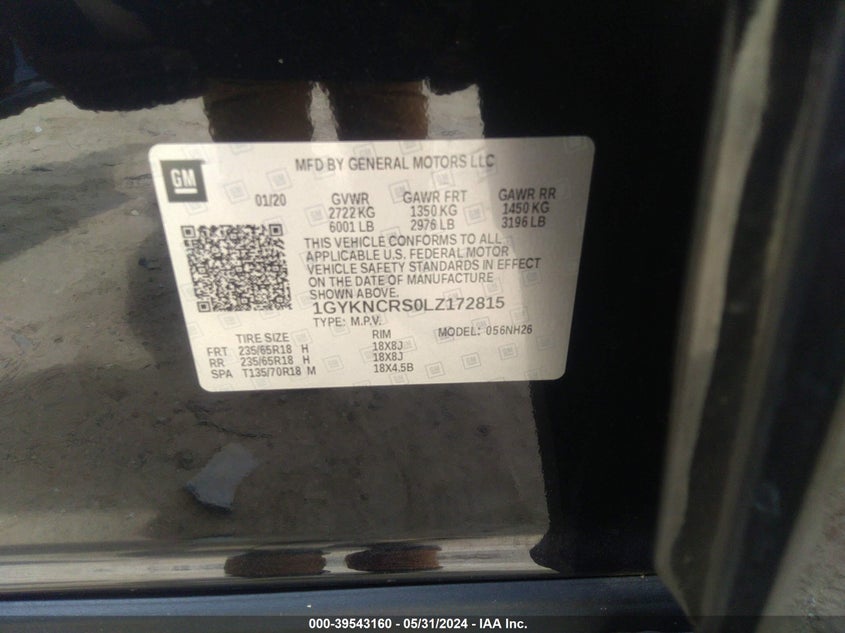 GM
MFD BY GENERAL MOTORS LLC
01/20 GVWR GAWR FRT GAWR RR
2722 KG 1350 KG 1450 KG
6001 LB 2976 LB 3196 LB
THIS VEHICLE CONFORMS TO ALL
APPLICABLE U.S. FEDERAL MOTOR
VEHICLE SAFETY STANDARDS IN EFFECT
ON THE DATE OF MANUFACTURE
SHOWN ABOVE.
1GYKNCRS0LZ172815
TYPE: M.P.V. MODEL: 056NH26
TIRE SIZE RIM
FRT 235/65R18 H 18X8J
RR 235/65R18 H 18X8J
SPA T135/70R18 M 18X4.5B
000-39543160 - 05/31/2024 - IAA Inc.